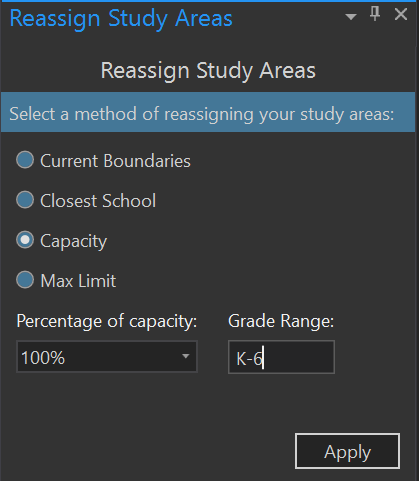 Reassign Study Areas
Reassign Study Areas
Select a method of reassigning your study areas:
Current Boundaries
Closest School
Capacity
Max Limit
Percentage of capacity: Grade Range:
100% K-6
Apply